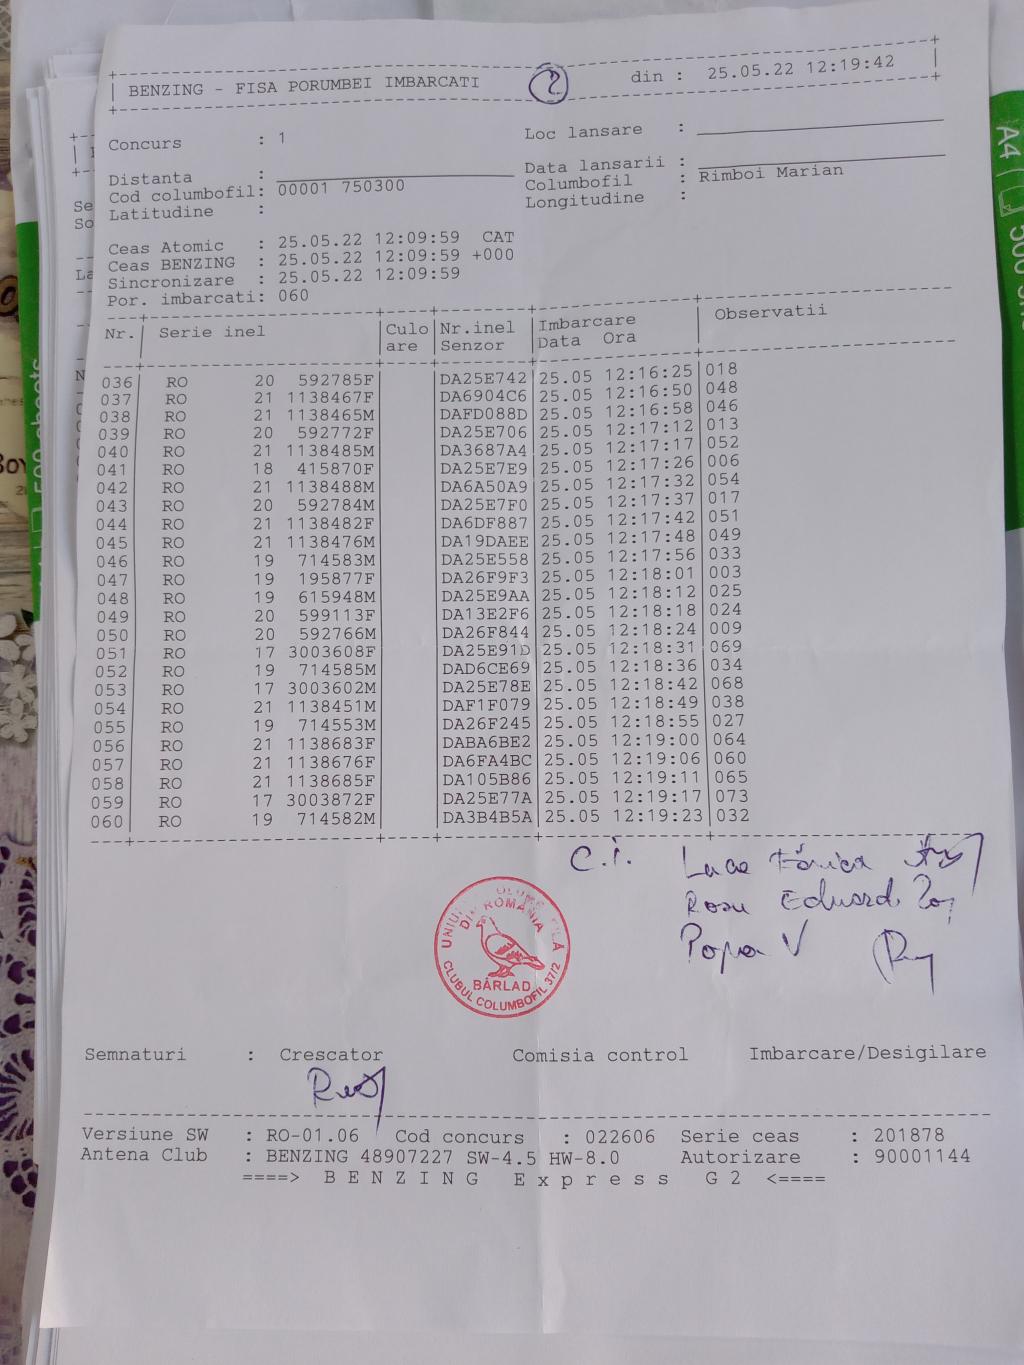 BENZING - FISA PORUMBEI IMBARCATI 2 din : 25.05.22 12:19:42
Concurs : 1 Loc lansare :
Distanta : Data lansarii :
Cod columbofil: 00001 750300 Columbofil : Rimboi Marian
Latitudine : Longitudine :
Ceas Atomic : 25.05.22 12:09:59 CAT
Ceas BENZING : 25.05.22 12:09:59 +000
Sincronizare : 25.05.22 12:09:59
Por. imbarcati: 060
Nr. Serie inel Culo Nr.inel Imbarcare Observatii
are Senzor Data Ora
036 RO 20 592785F DA25E742 25.05 12:16:25 018
037 RO 21 1138467F DA6904C6 25.05 12:16:50 048
038 RO 21 1138465M DAFD088D 25.05 12:16:58 046
039 RO 20 592772F DA25E706 25.05 12:17:12 013
040 RO 21 1138485M DA3687A4 25.05 12:17:17 052
041 RO 18 415870F DA25E7E9 25.05 12:17:26 006
042 RO 21 1138488M DA6A50A9 25.05 12:17:32 054
043 RO 20 592784M DA25E7F0 25.05 12:17:37 017
044 RO 21 1138482F DA6DF887 25.05 12:17:42 051
045 RO 21 1138476M DA19DAEE 25.05 12:17:48 049
046 RO 19 714583M DA25E558 25.05 12:17:56 033
047 RO 19 195877F DA26F9F3 25.05 12:18:01 003
048 RO 19 615948M DA25E9AA 25.05 12:18:12 025
049 RO 20 599113F DA13E2F6 25.05 12:18:18 024
050 RO 20 592766M DA26F844 25.05 12:18:24 009
051 RO 17 3003608F DA25E91D 25.05 12:18:31 069
052 RO 19 714585M DAD6CE69 25.05 12:18:36 034
053 RO 17 3003602M DA25E78E 25.05 12:18:42 068
054 RO 21 1138451M DAF1F079 25.05 12:18:49 038
055 RO 19 714553M DA26F245 25.05 12:18:55 027
056 RO 21 1138683F DABA6BE2 25.05 12:19:00 064
057 RO 21 1138676F DA6FA4BC 25.05 12:19:06 060
058 RO 21 1138685F DA105B86 25.05 12:19:11 065
059 RO 17 3003872F DA25E77A 25.05 12:19:17 073
060 RO 19 714582M DA3B4B5A 25.05 12:19:23 032
C.i.
Eduard
Popa V
DIN ROMÂNIA
BÂRLAD
CLUBUL COLUMBOFIL 37/2
Semnaturi : Crescator Comisia control Imbarcare/Desigilare
Versiune SW : RO-01.06 Cod concurs : 022606 Serie ceas : 201878
Antena Club : BENZING 48907227 SW-4.5 HW-8.0 Autorizare : 90001144
====> B E N Z I N G E x p r e s s G 2 <====
A4
500 sheets